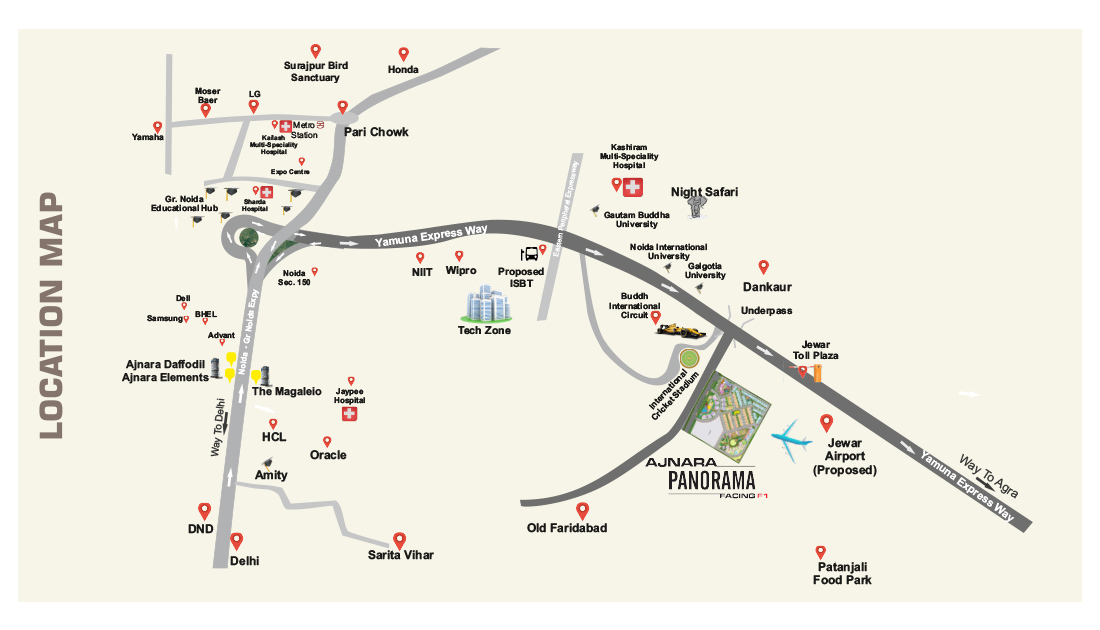 LOCATION MAP
Surajpur Bird
Sanctuary
Honda
Moser
Baer
LG
Yamaha
Metro
Station
Pari Chowk
Kailash
Multi-Speciality
Hospital
Expo Centre
Gr. Noida
Educational Hub
Sharda
Hospital
Yamuna Express Way
Eastern Peripheral Expressway
Kashiram
Multi-Speciality
Hospital
Night Safari
Gautam Buddha
University
Noida International
University
Galgotia
University
Dankaur
Noida
Sec. 150
NIIT
Wipro
Proposed
ISBT
Tech Zone
Buddh
International
Circuit
Underpass
Jewar
Toll Plaza
Dell
Samsung
BHEL
Advant
Noida - Gr Noida Expy
Ajnara Daffodil
Ajnara Elements
The Magaleio
Jaypee
Hospital
International
Cricket Stadium
Way To Delhi
HCL
Oracle
Amity
Jewar
Airport
(Proposed)
AJNARA
PANORAMA
FACING F1
Yamuna Express Way
Way To Agra
DND
Delhi
Sarita Vihar
Old Faridabad
Patanjali
Food Park